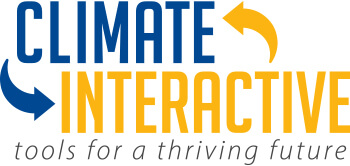 CLIMATE
INTERACTIVE
tools for a thriving future